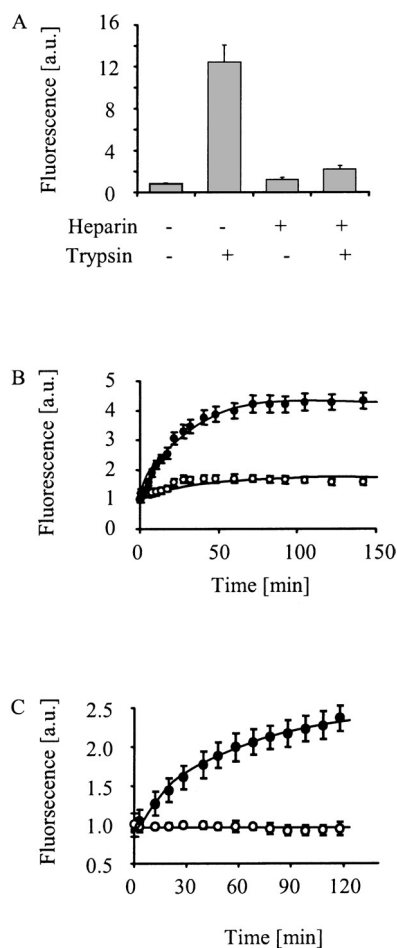 A
Fluorescence [a.u.]
16
12
8
4
0
Heparin - - + +
Trypsin - + - +
B
Fluorescence [a.u.]
5
4
3
2
1
0
0 50 100 150
Time [min]
C
Fluorsecence [a.u.]
2.5
2.0
1.5
1.0
0.5
0 30 60 90 120
Time [min]